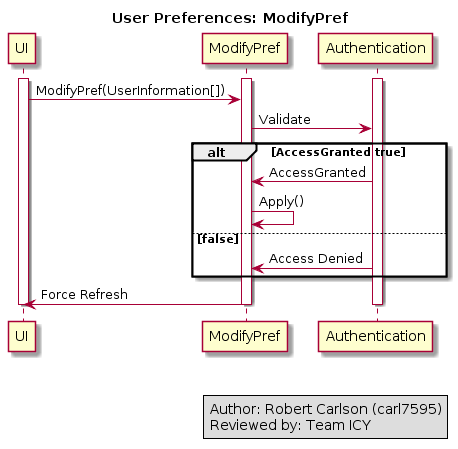 User Preferences: ModifyPref
UI ModifyPref Authentication
ModifyPref(UserInformation[])
Validate
alt [AccessGranted true]
AccessGranted
Apply()
[false]
Access Denied
Force Refresh
UI ModifyPref Authentication
Author: Robert Carlson (carl7595)
Reviewed by: Team ICY